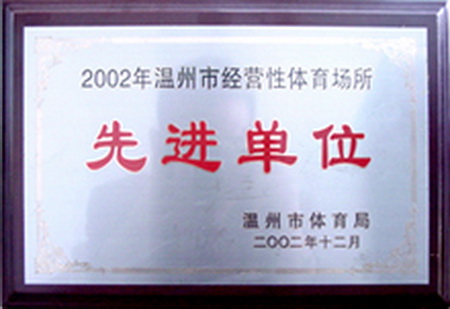 2002年温州市经营性体育场所
先进单位
温州市体育局
二〇〇二年十二月